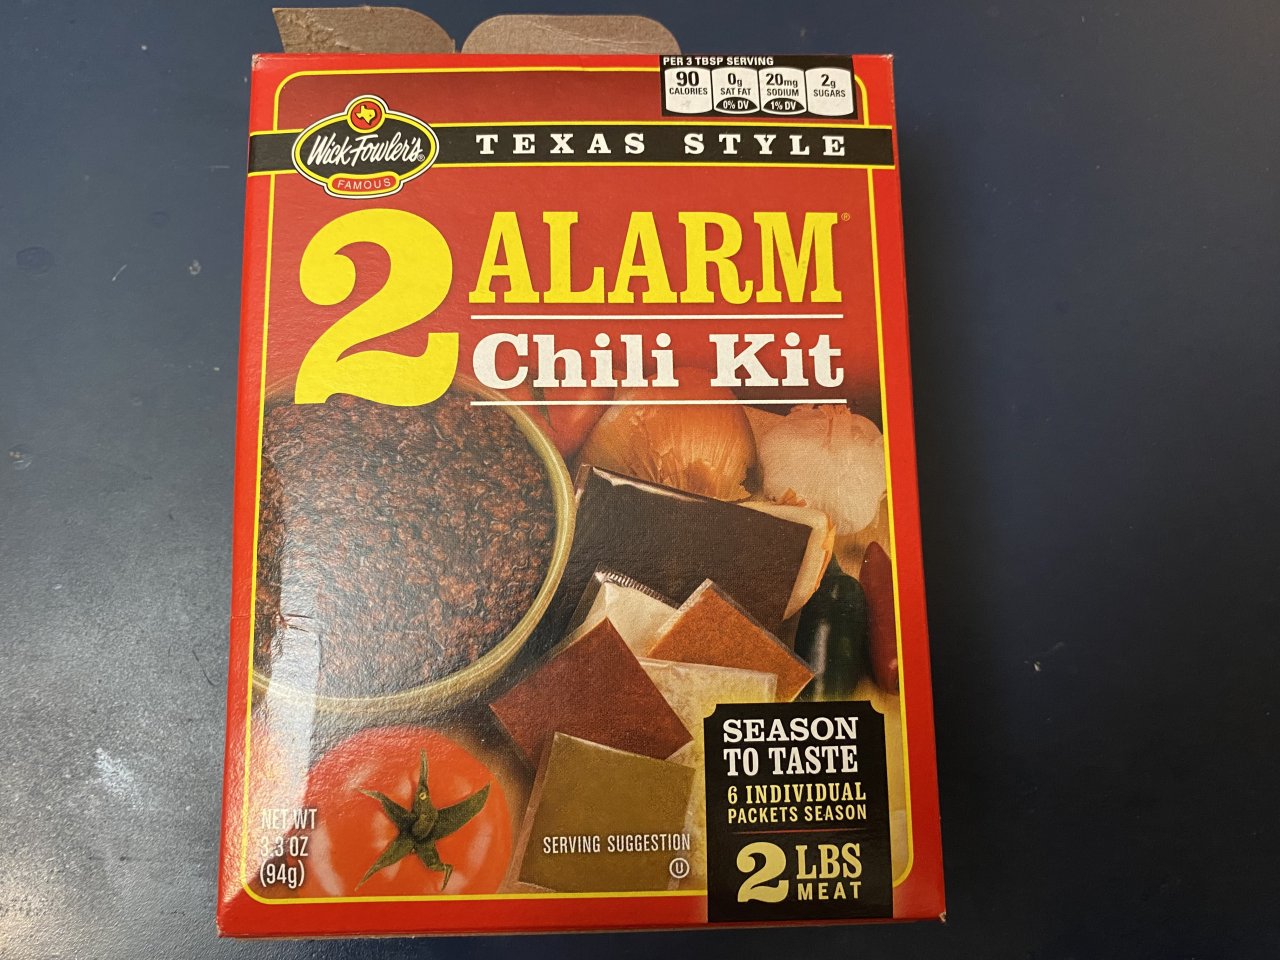 PER 3 TBSP SERVING
90 CALORIES
0g SAT FAT 0% DV
20mg SODIUM 1% DV
2g SUGARS
Wick Fowler's®
FAMOUS
TEXAS STYLE
2 ALARM®
Chili Kit
SEASON
TO TASTE
6 INDIVIDUAL
PACKETS SEASON
2 LBS
MEAT
NET WT
3.3 OZ
(94g)
SERVING SUGGESTION
U